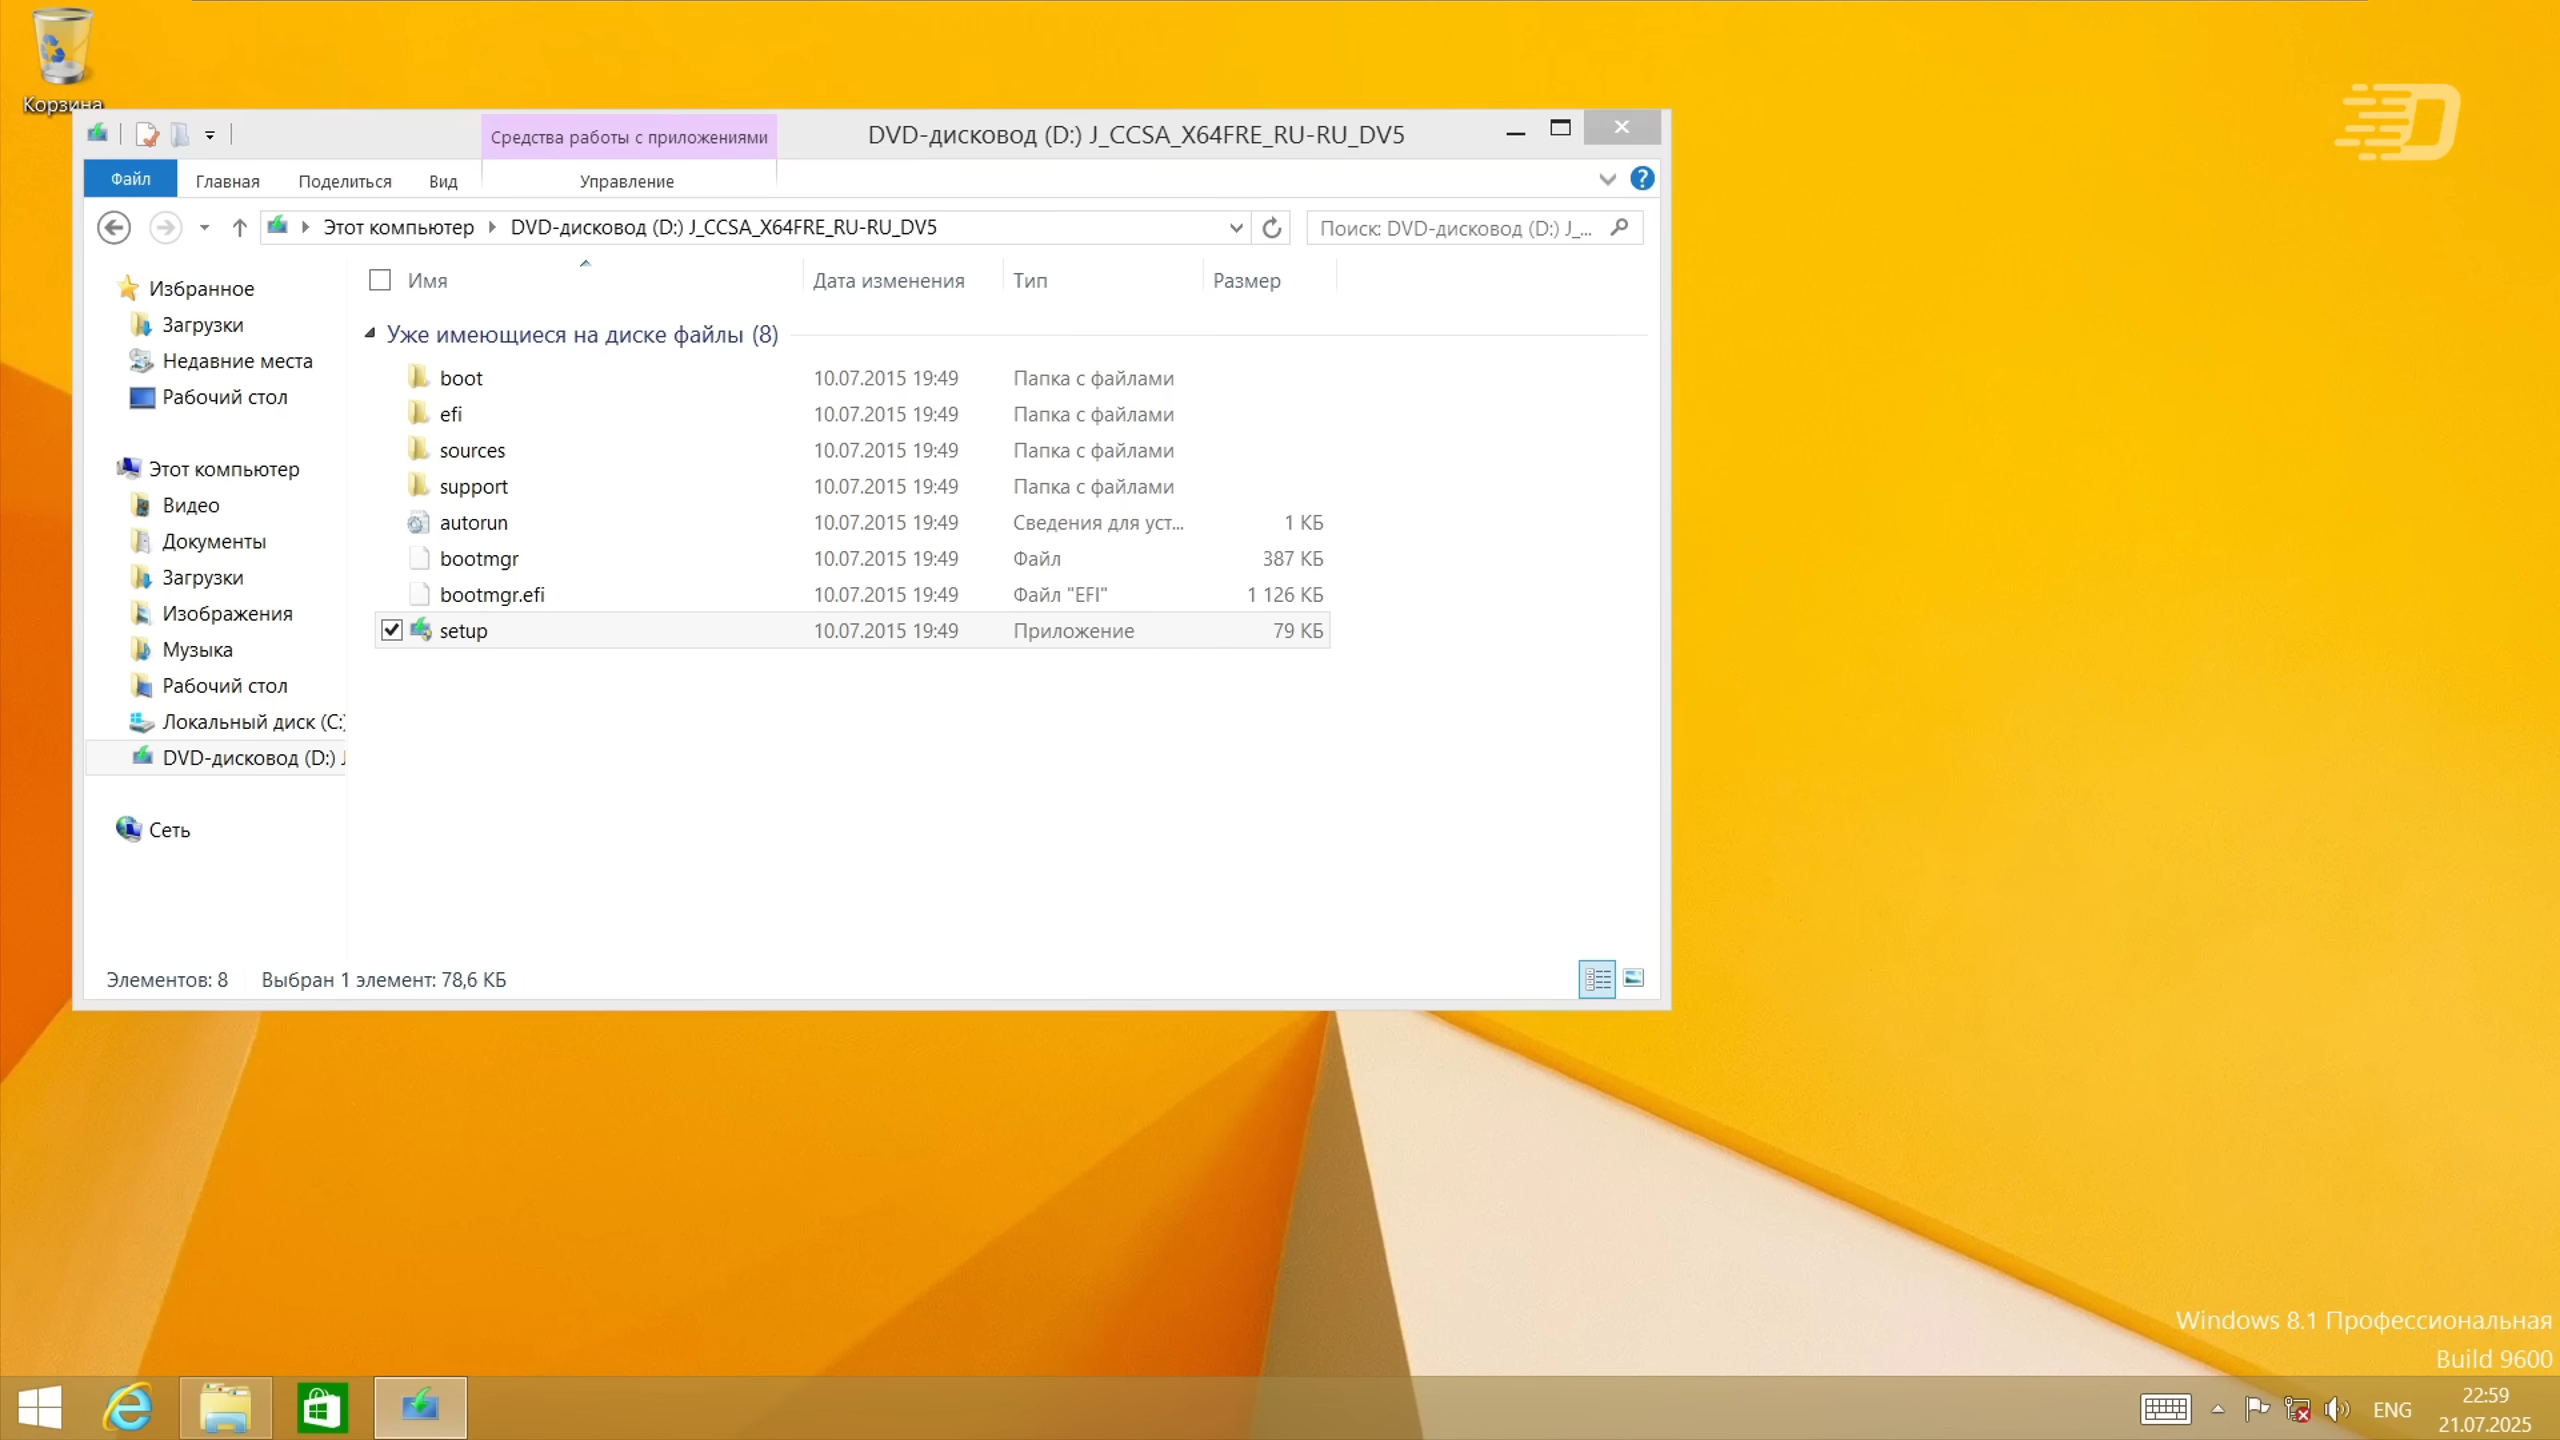 Корзина
Средства работы с приложениями
DVD-дисковод (D:) J_CCSA_X64FRE_RU-RU_DV5
Файл
Главная
Поделиться
Вид
Управление
Этот компьютер
DVD-дисковод (D:) J_CCSA_X64FRE_RU-RU_DV5
Поиск: DVD-дисковод (D:) J_...
Избранное
Загрузки
Недавние места
Рабочий стол
Этот компьютер
Видео
Документы
Загрузки
Изображения
Музыка
Рабочий стол
Локальный диск (C:)
DVD-дисковод (D:) J
Сеть
Имя Дата изменения Тип Размер
Уже имеющиеся на диске файлы (8)
boot 10.07.2015 19:49 Папка с файлами
efi 10.07.2015 19:49 Папка с файлами
sources 10.07.2015 19:49 Папка с файлами
support 10.07.2015 19:49 Папка с файлами
autorun 10.07.2015 19:49 Сведения для уст... 1 КБ
bootmgr 10.07.2015 19:49 Файл 387 КБ
bootmgr.efi 10.07.2015 19:49 Файл "EFI" 1 126 КБ
setup 10.07.2015 19:49 Приложение 79 КБ
Элементов: 8 Выбран 1 элемент: 78,6 КБ
Windows 8.1 Профессиональная
Build 9600
ENG
22:59
21.07.2025